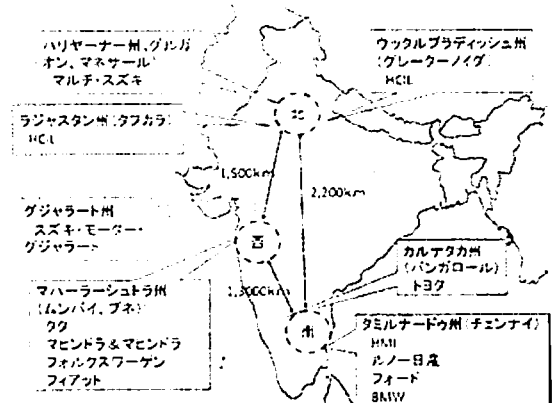 ハリヤーナー州、グルガ
オン、マネサール）
マルチ・スズキ
ウッタルプラディッシュ州
（グレーターノイダ）
HCIL
北
ラジャスタン州（タプカラ）
HCIL
1,500km
2,200km
グジャラート州
スズキ・モーター・
グジャラート
西
カルナタカ州
（バンガロール）
トヨタ
マハーラーシュトラ州
（ムンバイ、プネ）
タタ
マヒンドラ＆マヒンドラ
フォルクスワーゲン
フィアット
1,300km
南
タミルナードゥ州（チェンナイ）
HMI
ルノー日産
フォード
BMW